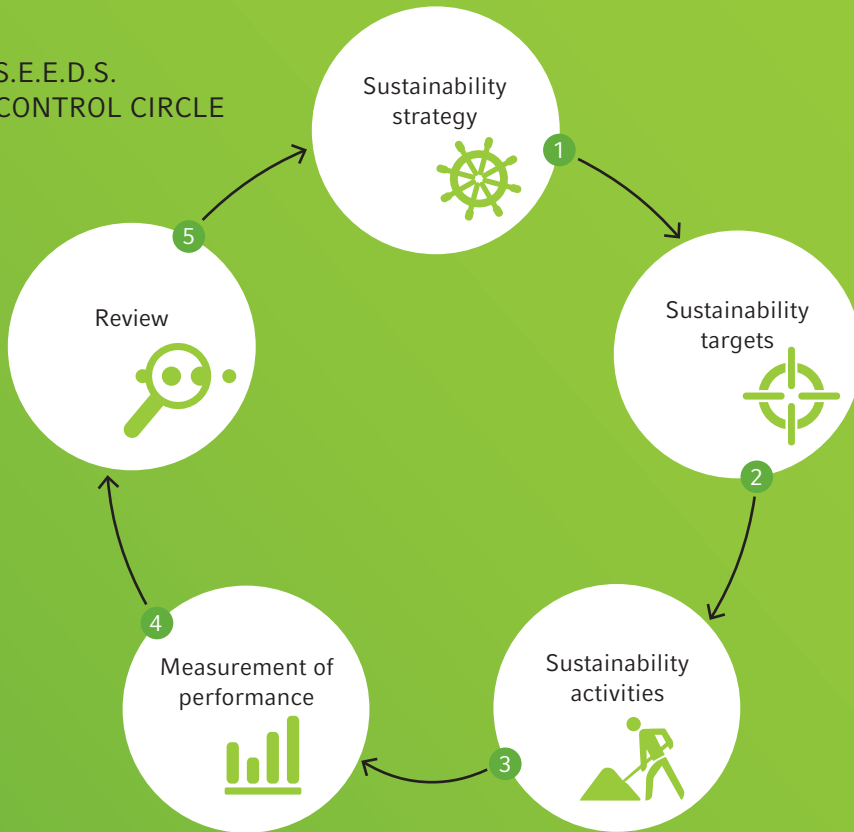 S.E.E.D.S.
CONTROL CIRCLE
Sustainability
strategy
1
Sustainability
targets
2
Sustainability
activities
3
Measurement of
performance
4
Review
5